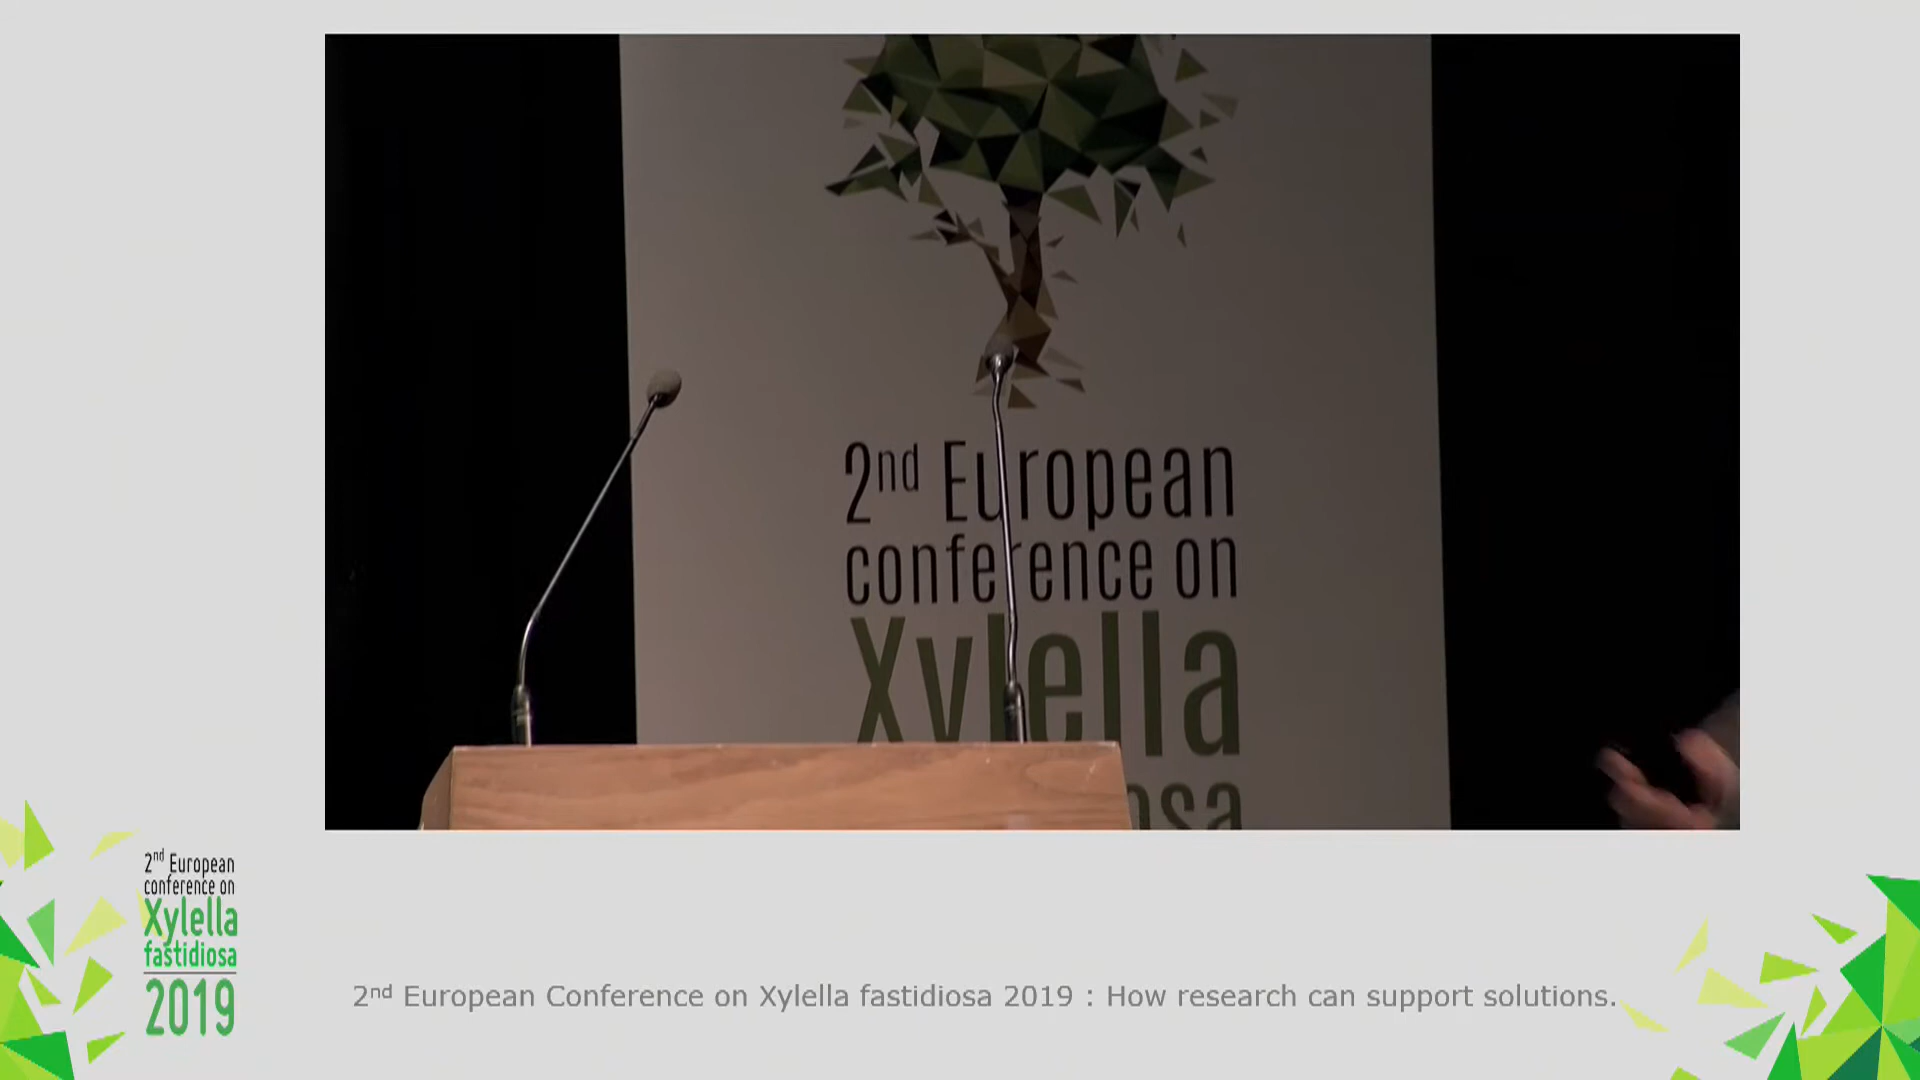 2nd European
conference on
Xylella
2nd European
conference on
Xylella
fastidiosa
2019
2nd European Conference on Xylella fastidiosa 2019 : How research can support solutions.